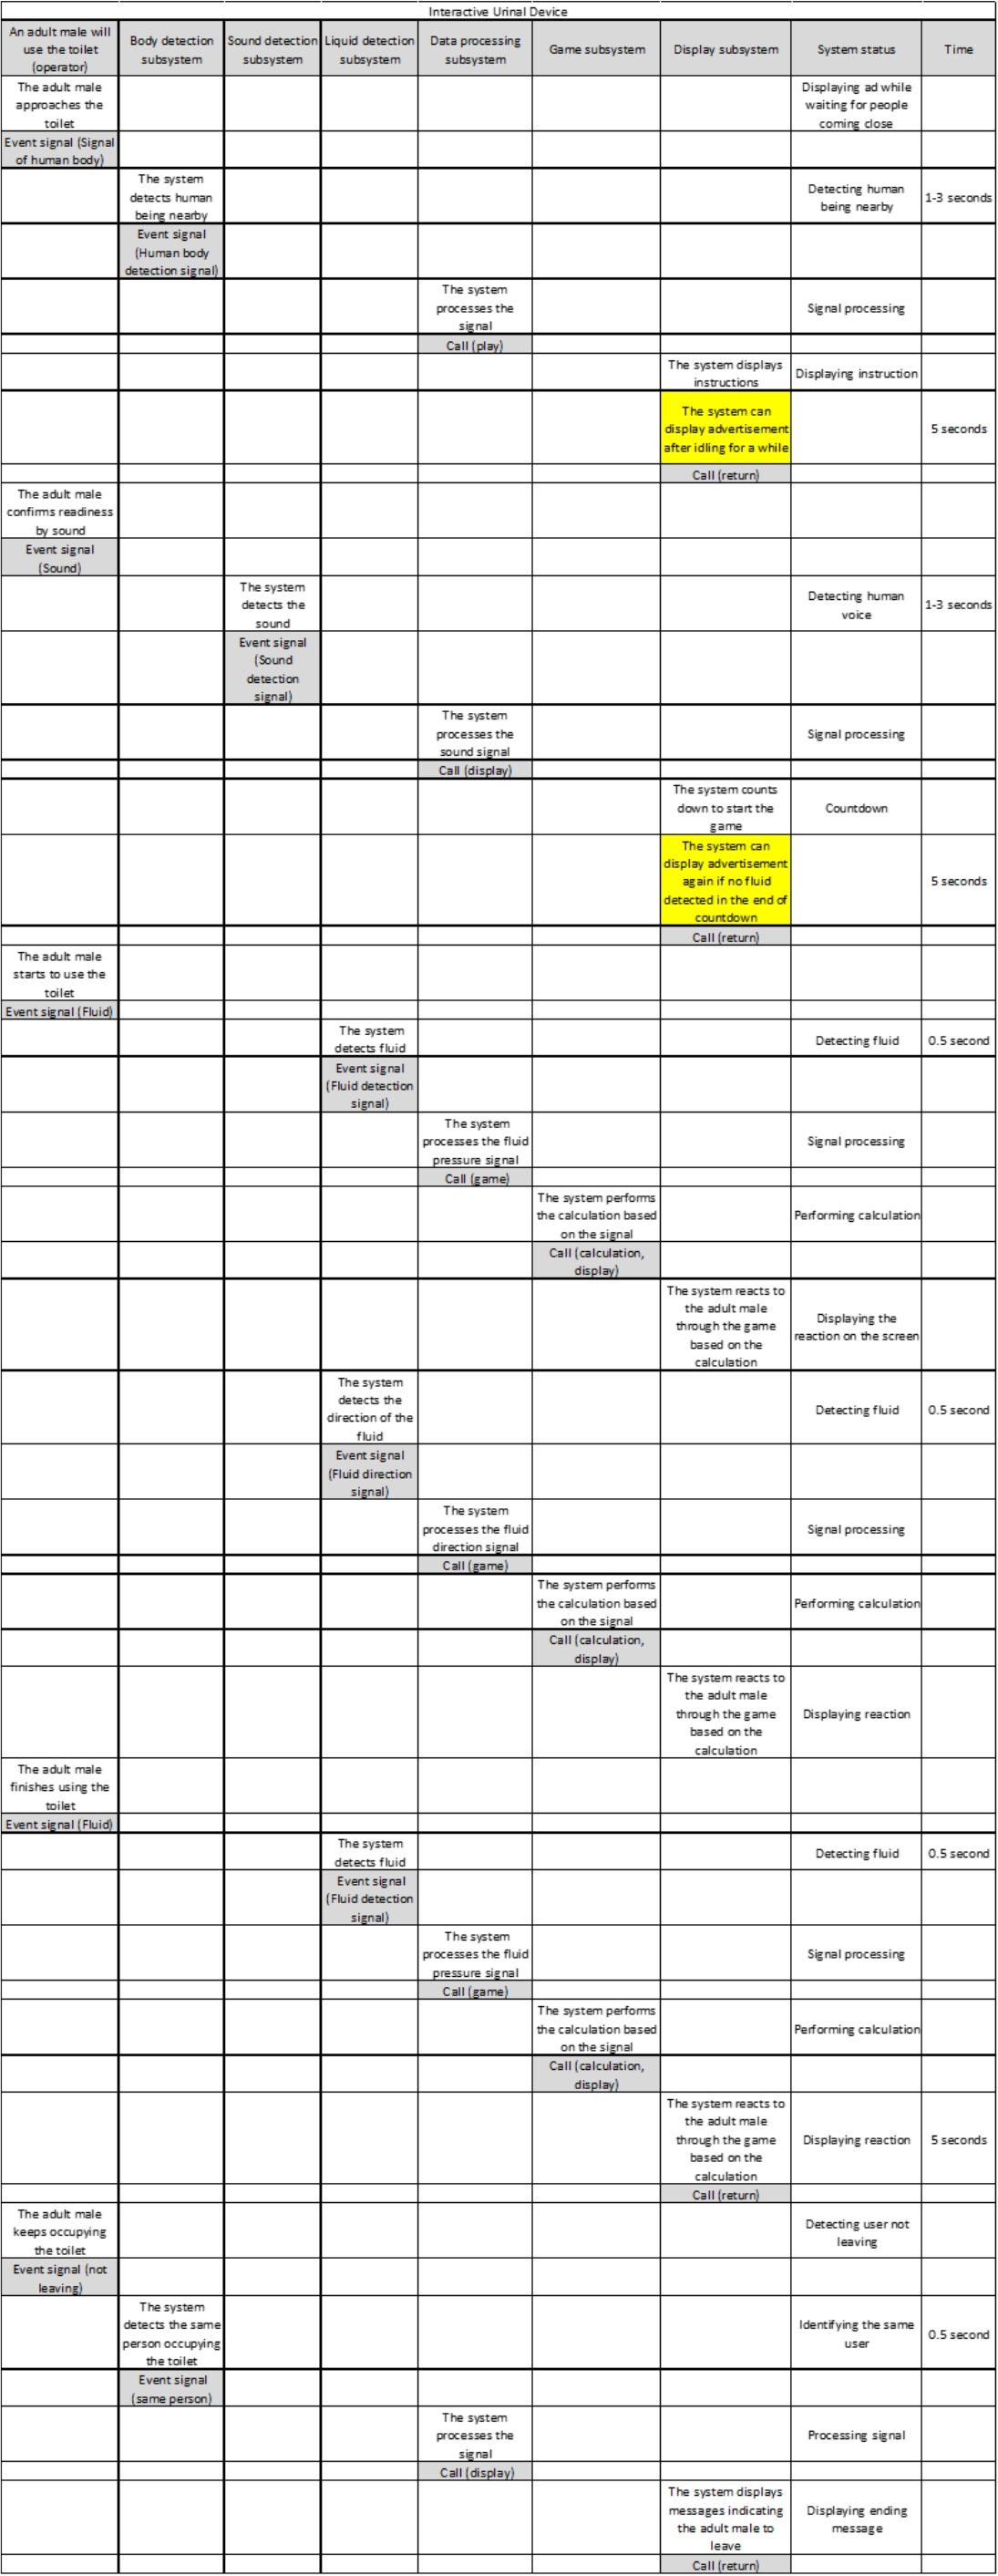 Interactive Urinal Device
An adult male will
use the toilet
(operator)
Body detection
subsystem
Sound detection
subsystem
Liquid detection
subsystem
Data processing
subsystem
Game subsystem
Display subsystem
System status
Time
The adult male
approaches the
toilet
Displaying ad while
waiting for people
coming close
Event signal (Signal
of human body)
The system
detects human
being nearby
Detecting human
being nearby
1-3 seconds
Event signal
(Human body
detection signal)
The system
processes the
signal
Signal processing
Call (play)
The system displays
instructions
Displaying instruction
The system can
display advertisement
after idling for a while
5 seconds
Call (return)
The adult male
confirms readiness
by sound
Event signal
(Sound)
The system
detects the
sound
Detecting human
voice
1-3 seconds
Event signal
(Sound
detection
signal)
The system
processes the
sound signal
Signal processing
Call (display)
The system counts
down to start the
game
Countdown
The system can
display advertisement
again if no fluid
detected in the end of
countdown
5 seconds
Call (return)
The adult male
starts to use the
toilet
Event signal (Fluid)
The system
detects fluid
Detecting fluid
0.5 second
Event signal
(Fluid detection
signal)
The system
processes the fluid
pressure signal
Signal processing
Call (game)
The system performs
the calculation based
on the signal
Performing calculation
Call (calculation,
display)
The system reacts to
the adult male
through the game
based on the
calculation
Displaying the
reaction on the screen
The system
detects the
direction of the
fluid
Detecting fluid
0.5 second
Event signal
(Fluid direction
signal)
The system
processes the fluid
direction signal
Signal processing
Call (game)
The system performs
the calculation based
on the signal
Performing calculation
Call (calculation,
display)
The system reacts to
the adult male
through the game
based on the
calculation
Displaying reaction
The adult male
finishes using the
toilet
Event signal (Fluid)
The system
detects fluid
Detecting fluid
0.5 second
Event signal
(Fluid detection
signal)
The system
processes the fluid
pressure signal
Signal processing
Call (game)
The system performs
the calculation based
on the signal
Performing calculation
Call (calculation,
display)
The system reacts to
the adult male
through the game
based on the
calculation
Displaying reaction
5 seconds
Call (return)
The adult male
keeps occupying
the toilet
Detecting user not
leaving
Event signal (not
leaving)
The system
detects the same
person occupying
the toilet
Identifying the same
user
0.5 second
Event signal
(same person)
The system
processes the
signal
Processing signal
Call (display)
The system displays
messages indicating
the adult male to
leave
Displaying ending
message
Call (return)